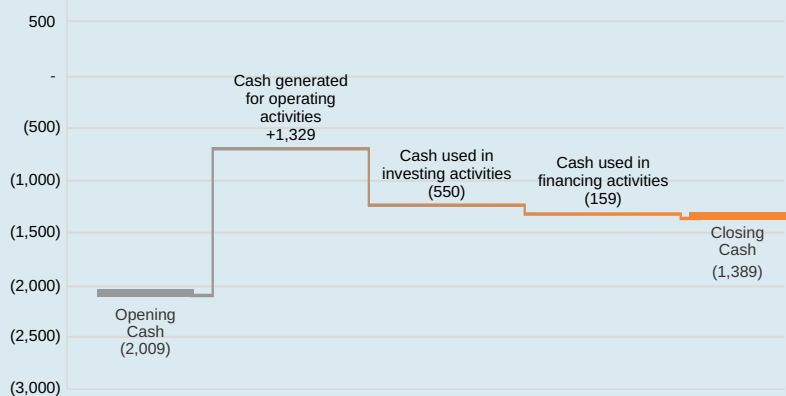 500
-
(500)
(1,000)
(1,500)
(2,000)
(2,500)
(3,000)
Opening
Cash
(2,009)
Cash generated
for operating
activities
+1,329
Cash used in
investing activities
(550)
Cash used in
financing activities
(159)
Closing
Cash
(1,389)